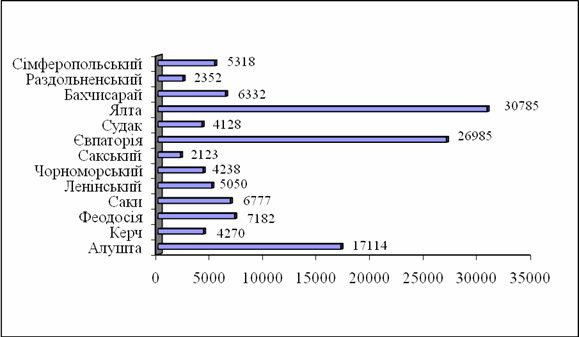 Сімферопольський 5318
Раздольненський 2352
Бахчисарай 6332
Ялта 30785
Судак 4128
Євпаторія 26985
Сакський 2123
Чорноморський 4238
Ленінський 5050
Саки 6777
Феодосія 7182
Керч 4270
Алушта 17114
0 5000 10000 15000 20000 25000 30000 35000